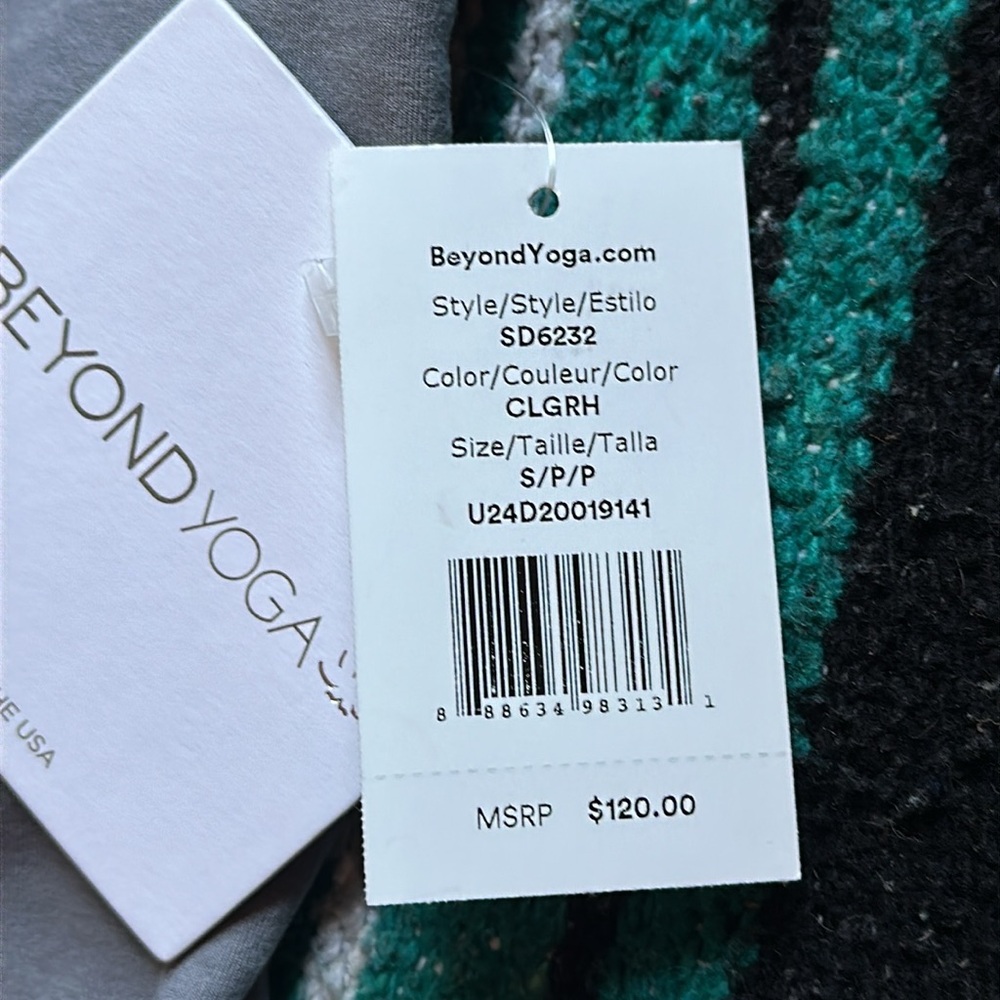 BEYOND YOGA
USA
BeyondYoga.com
Style/Style/Estilo
SD6232
Color/Couleur/Color
CLGRH
Size/Taille/Talla
S/P/P
U24D20019141
8 88634 98313 1
MSRP $120.00